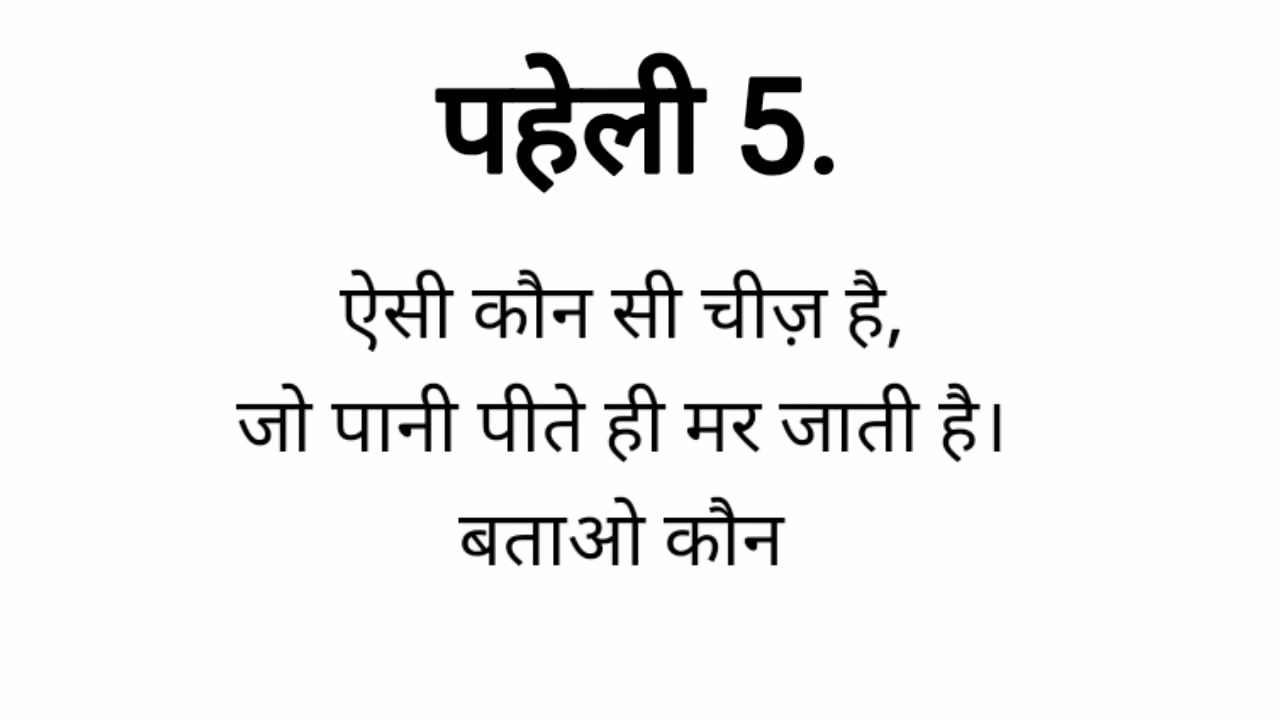 पहेली 5.
ऐसी कौन सी चीज़ है,
जो पानी पीते ही मर जाती है।
बताओ कौन